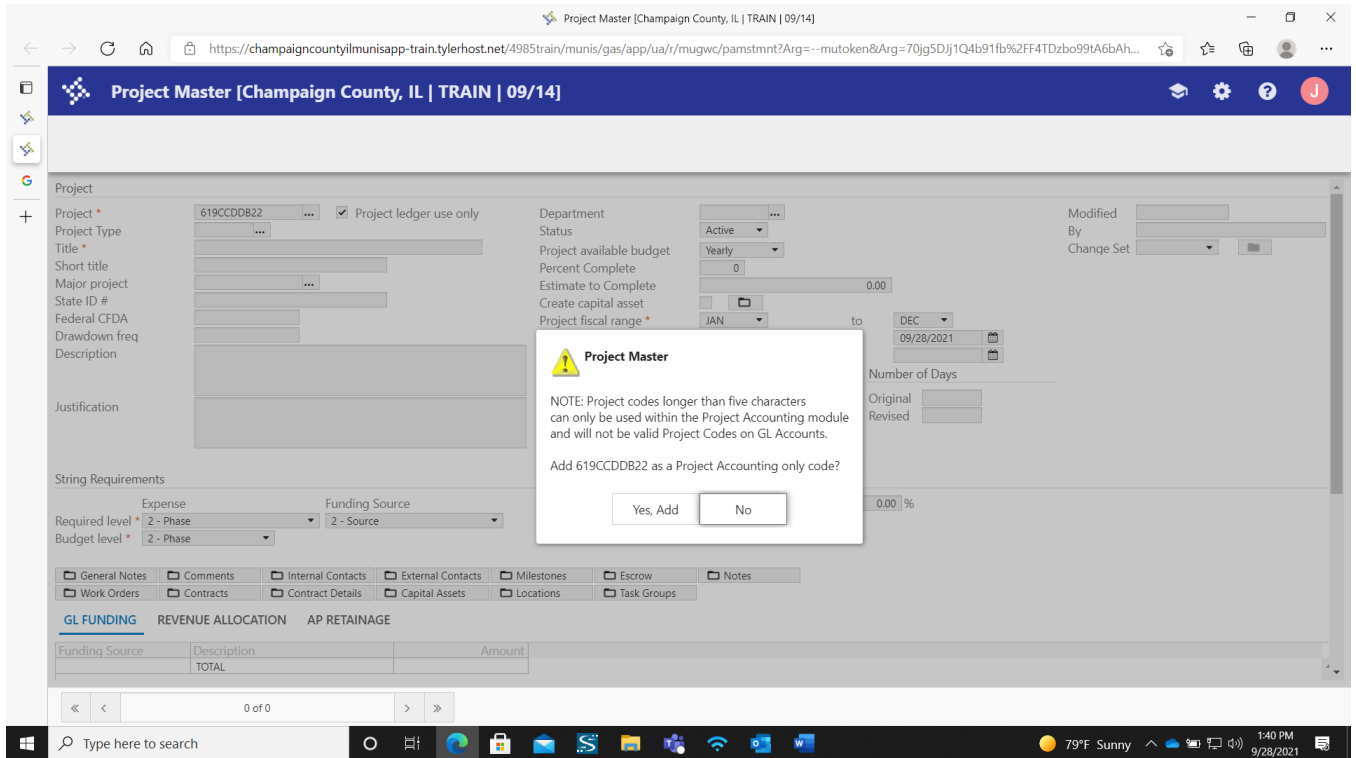 Project Master [Champaign County, IL | TRAIN | 09/14]
https://champaigncountyilmunisapp-train.tylerhost.net/4985train/munis/gas/app/ua/r/mugwc/pamstmnt?Arg=--mutoken&Arg=70jg5DJj1Q4b91fb%2FF4TDzbo99tA6bAh...
Project Master [Champaign County, IL | TRAIN | 09/14]
J
Project
Project * 619CCDDB22 ... Project ledger use only Department ... Modified
Project Type ... Status Active By
Title * Project available budget Yearly Change Set
Short title Percent Complete 0
Major project ... Estimate to Complete 0.00
State ID # Create capital asset
Federal CFDA Project fiscal range * JAN to DEC
Drawdown freq 09/28/2021
Description
Number of Days
Original
Justification Revised
Project Master
NOTE: Project codes longer than five characters
can only be used within the Project Accounting module
and will not be valid Project Codes on GL Accounts.
Add 619CCDDB22 as a Project Accounting only code?
Yes, Add No
String Requirements
Expense Funding Source 0.00 %
Required level * 2 - Phase 2 - Source
Budget level * 2 - Phase
General Notes Comments Internal Contacts External Contacts Milestones Escrow Notes
Work Orders Contracts Contract Details Capital Assets Locations Task Groups
GL FUNDING REVENUE ALLOCATION AP RETAINAGE
Funding Source Description Amount
TOTAL
0 of 0
Type here to search 79°F Sunny 1:40 PM
9/28/2021